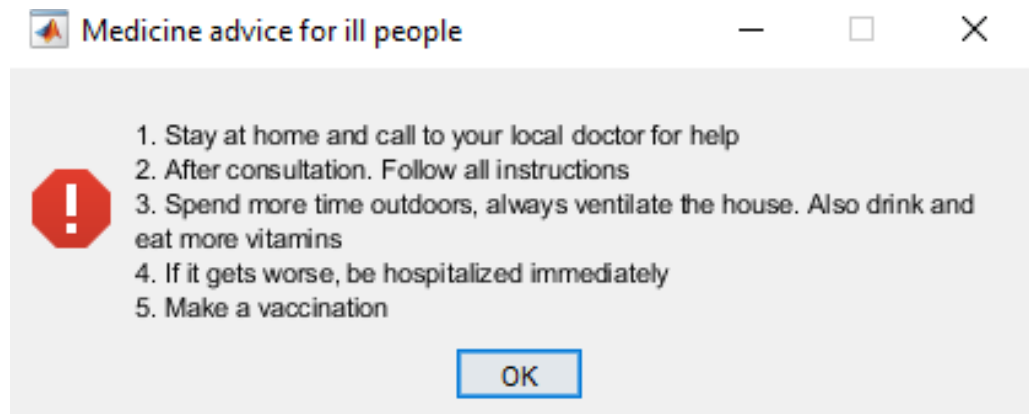 Medicine advice for ill people
1. Stay at home and call to your local doctor for help
2. After consultation. Follow all instructions
3. Spend more time outdoors, always ventilate the house. Also drink and
eat more vitamins
4. If it gets worse, be hospitalized immediately
5. Make a vaccination
OK